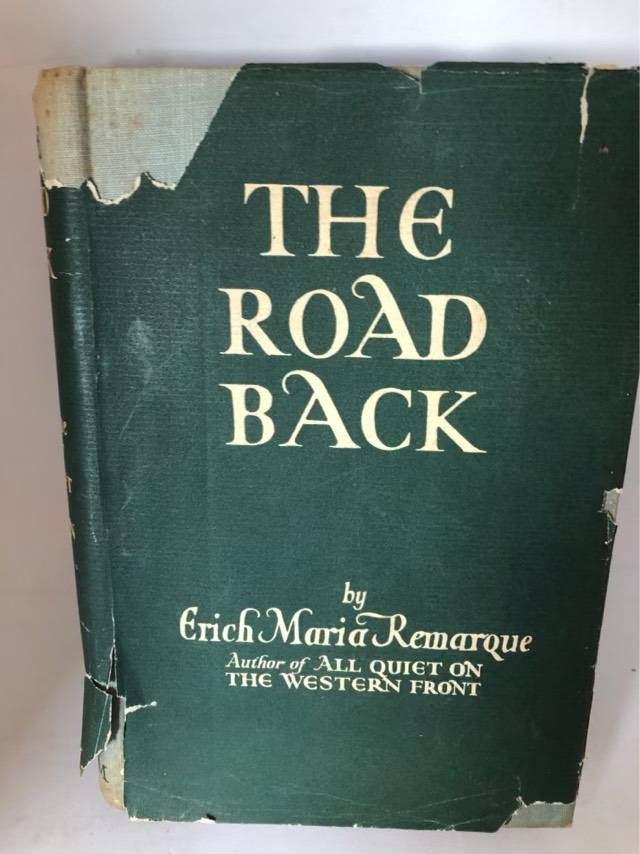 THE
ROAD
BACK
by
Erich Maria Remarque
Author of ALL QUIET ON
THE WESTERN FRONT